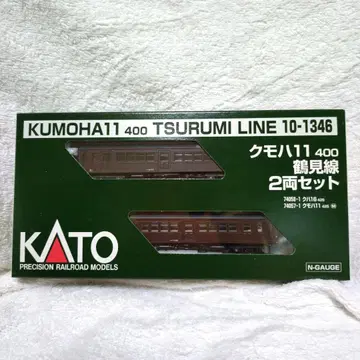 KUMOHA11 400 TSURUMI LINE 10-1346
クモハ11 400
鶴見線
2両セット
KATO
PRECISION RAILROAD MODELS
N-GAUGE